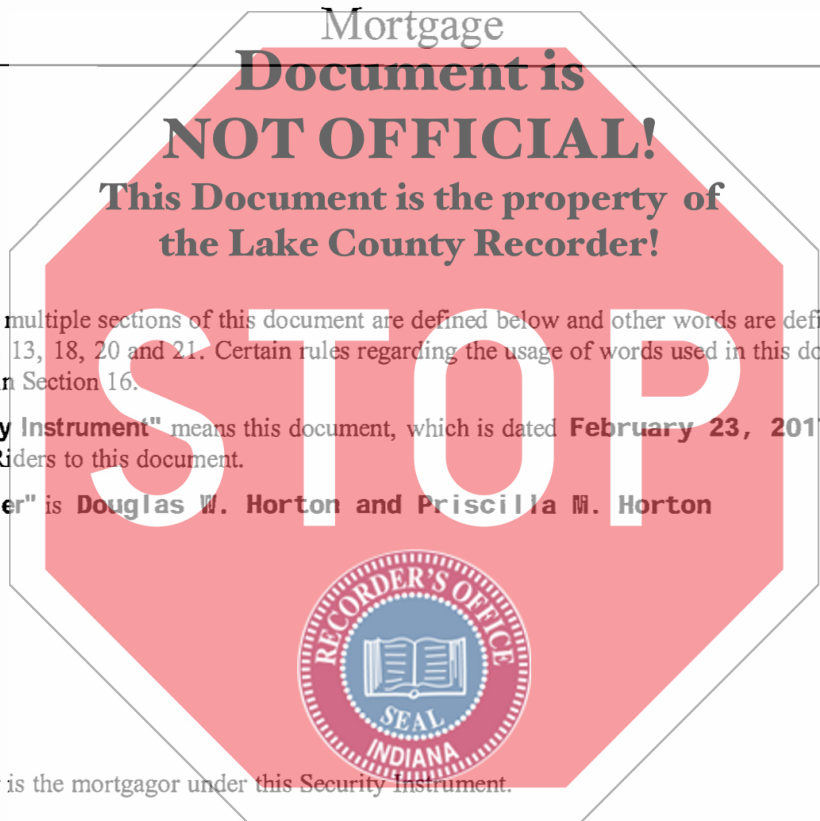 Mortgage
Document is
NOT OFFICIAL!
This Document is the property of
the Lake County Recorder!
multiple sections of this document are defined below and other words are defi
13, 18, 20 and 21. Certain rules regarding the usage of words used in this do
n Section 16.
y Instrument" means this document, which is dated February 23, 201
Riders to this document.
er" is Douglas W. Horton and Priscilla M. Horton
STOP
RECORDER'S OFFICE
SEAL
INDIANA
is the mortgagor under this Security Instrument.